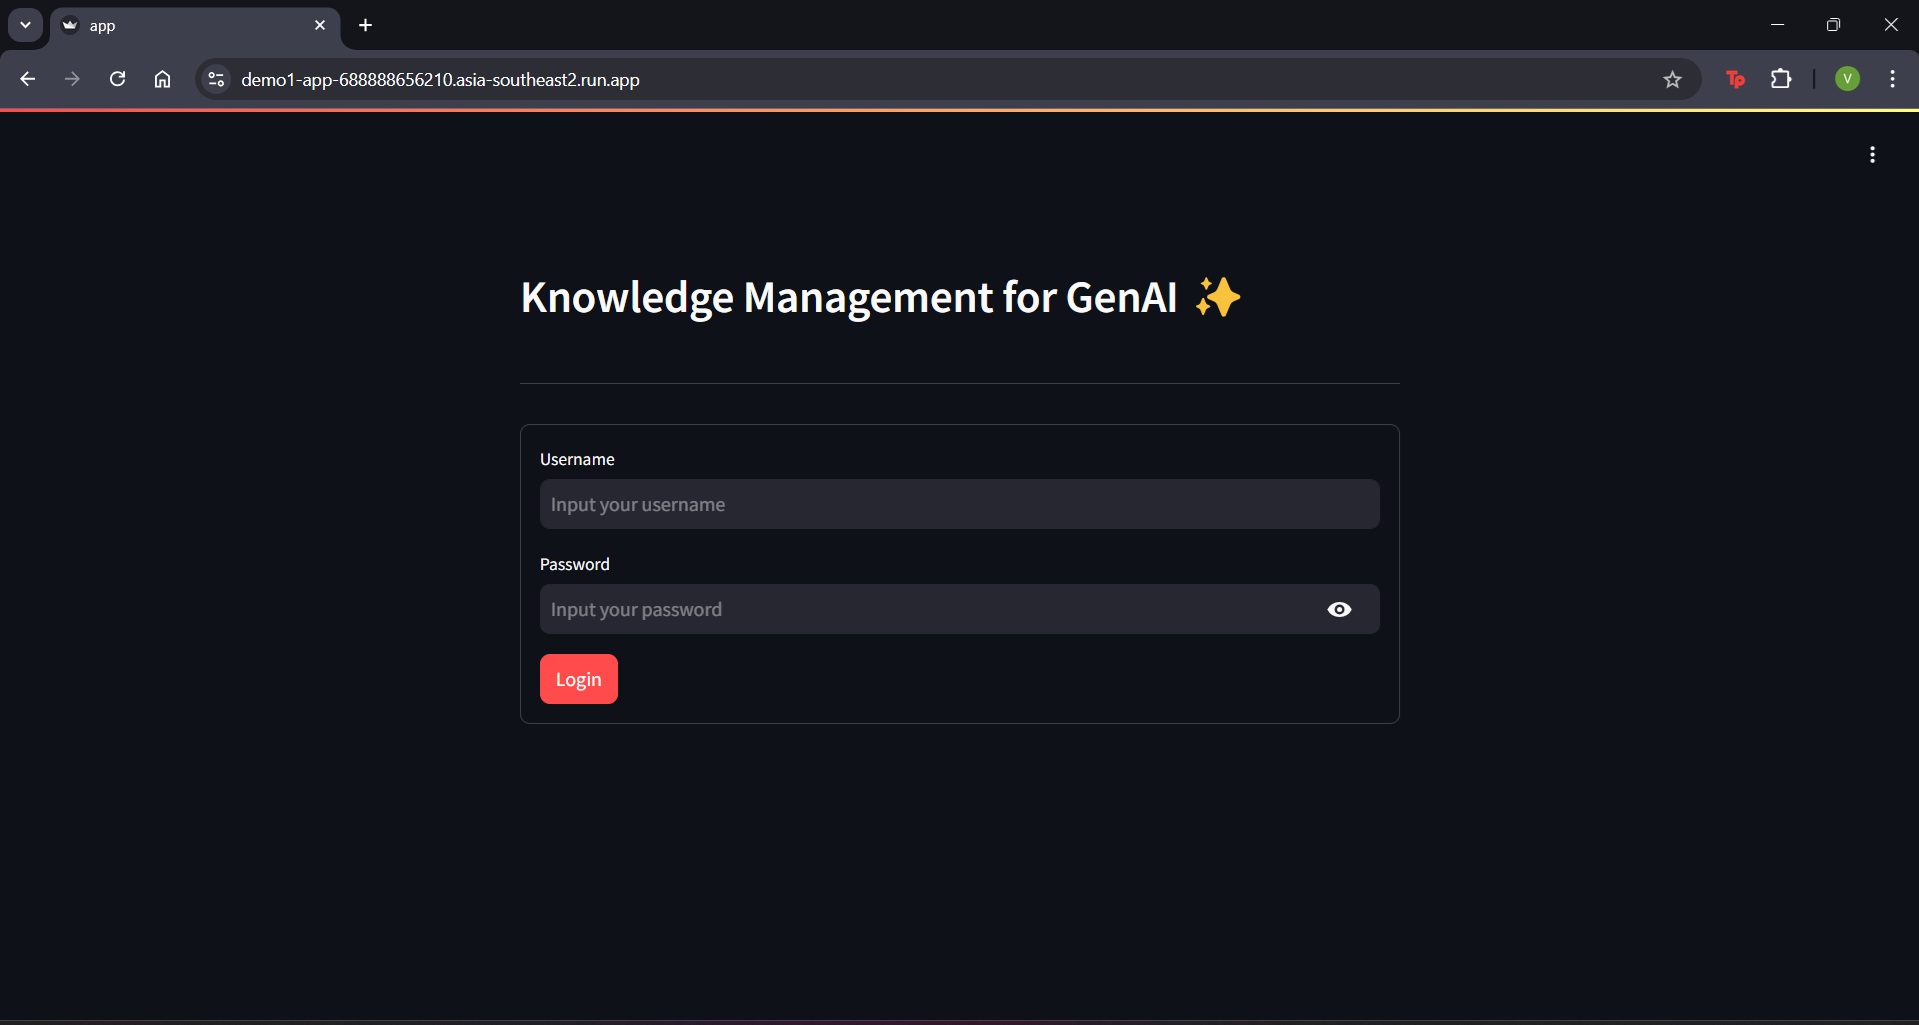 app
demo1-app-688888656210.asia-southeast2.run.app
Tp
V
Knowledge Management for GenAI ✨
Username
Input your username
Password
Input your password
Login